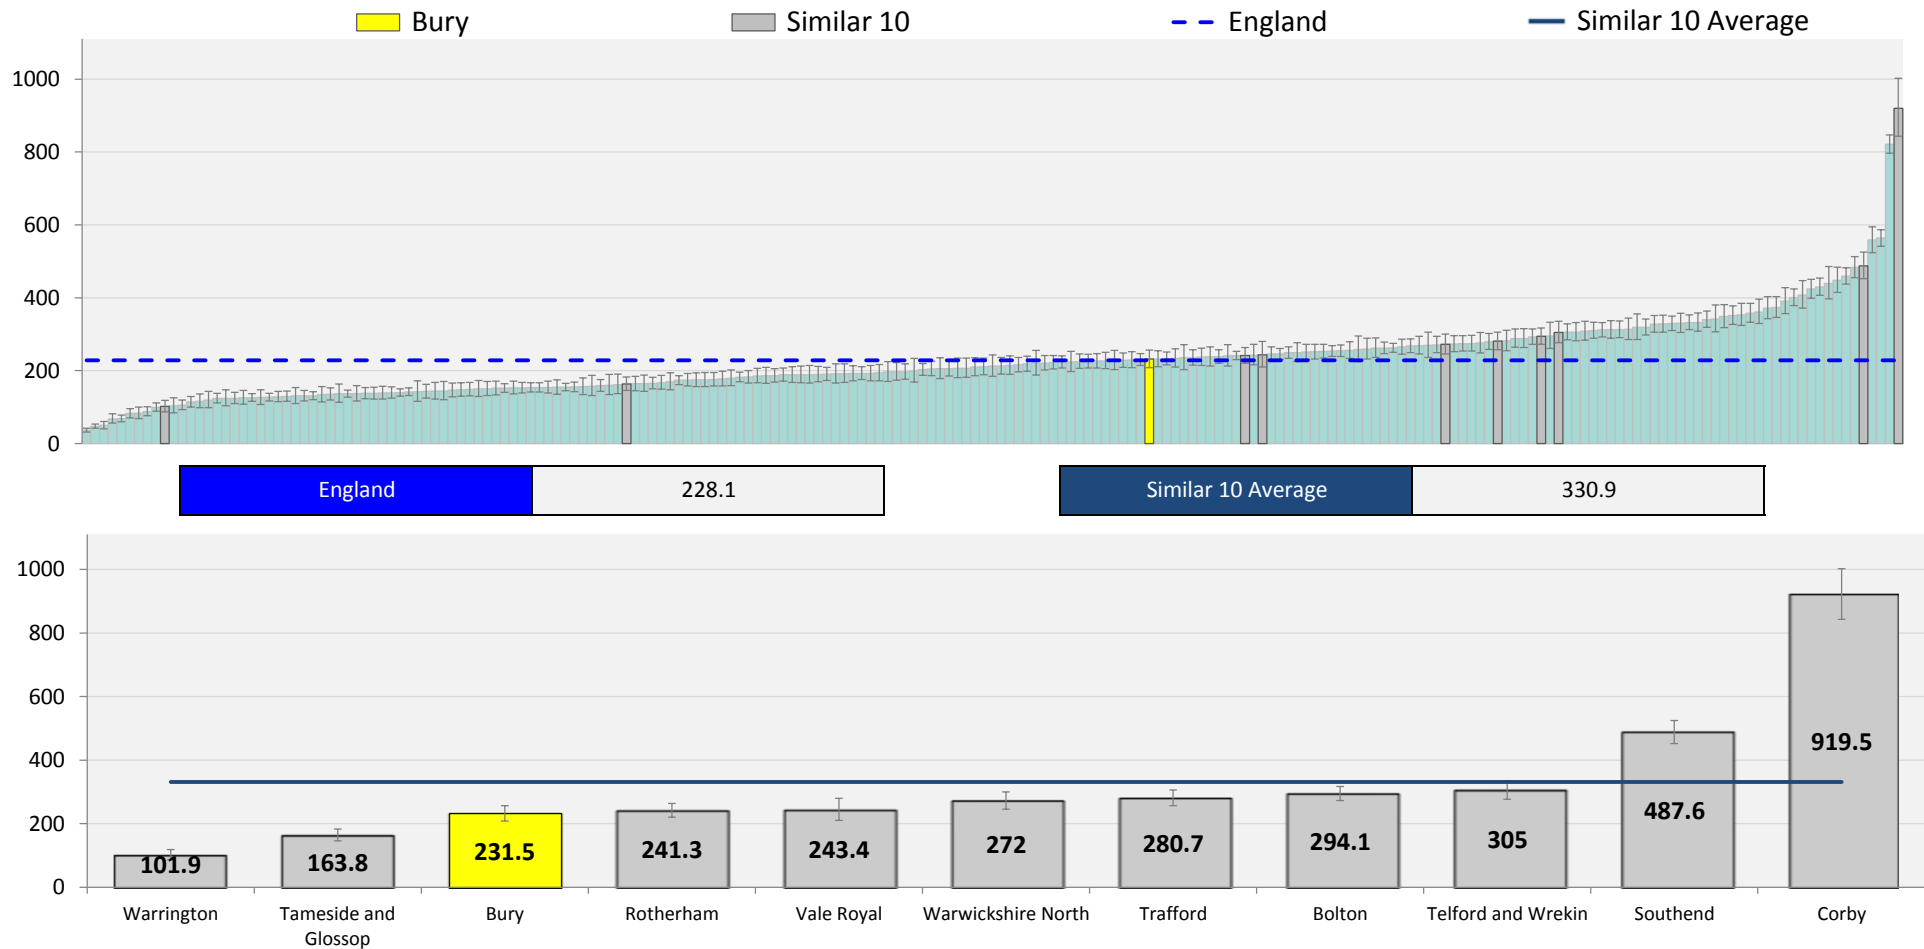 Bury Similar 10 England Similar 10 Average
1000
800
600
400
200
0
England 228.1 Similar 10 Average 330.9
1000
800
600
400
200
0
101.9 163.8 231.5 241.3 243.4 272 280.7 294.1 305 487.6 919.5
Warrington Tameside and Bury Rotherham Vale Royal Warwickshire North Trafford Bolton Telford and Wrekin Southend Corby
Glossop